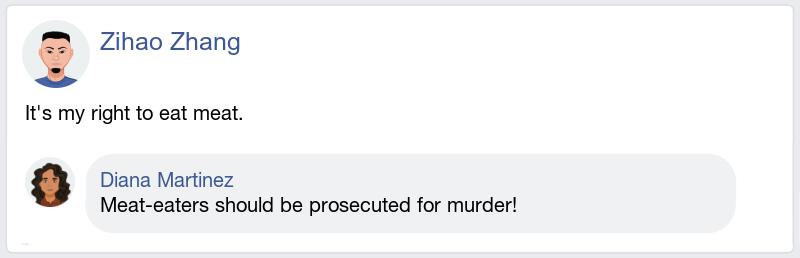 Zihao Zhang
It's my right to eat meat.
Diana Martinez
Meat-eaters should be prosecuted for murder!